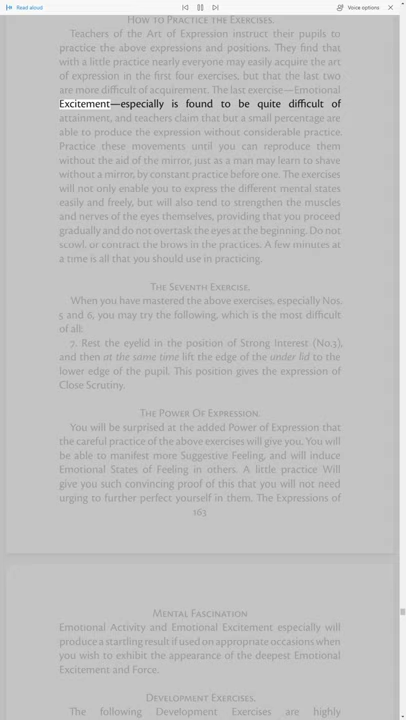 Read aloud
Voice options
How to Practice the Exercises.
Teachers of the Art of Expression instruct their pupils to
practice the above expressions and positions. They find that
with a little practice nearly everyone may easily acquire the art
of expression in the first four exercises, but that the last two
are more difficult of acquirement. The last exercise—Emotional
Excitement—especially is found to be quite difficult of
attainment, and teachers claim that but a small percentage are
able to produce the expression without considerable practice.
Practice these movements until you can reproduce them
without the aid of the mirror, just as a man may learn to shave
without a mirror, by constant practice before one. The exercises
will not only enable you to express the different mental states
easily and freely, but will also tend to strengthen the muscles
and nerves of the eyes themselves, providing that you proceed
gradually and do not overtask the eyes at the beginning. Do not
scowl, or contract the brows in the practices. A few minutes at
a time is all that you should use in practicing.
The Seventh Exercise.
When you have mastered the above exercises, especially Nos.
5 and 6, you may try the following, which is the most difficult
of all:
7. Rest the eyelid in the position of Strong Interest (No.3),
and then at the same time lift the edge of the under lid to the
lower edge of the pupil. This position gives the expression of
Close Scrutiny.
The Power Of Expression.
You will be surprised at the added Power of Expression that
the careful practice of the above exercises will give you. You will
be able to manifest more Suggestive Feeling, and will induce
Emotional States of Feeling in others. A little practice Will
give you such convincing proof of this that you will not need
urging to further perfect yourself in them. The Expressions of
163
Mental Fascination
Emotional Activity and Emotional Excitement especially will
produce a startling result if used on appropriate occasions when
you wish to exhibit the appearance of the deepest Emotional
Excitement and Force.
Development Exercises.
The following Development Exercises are highly